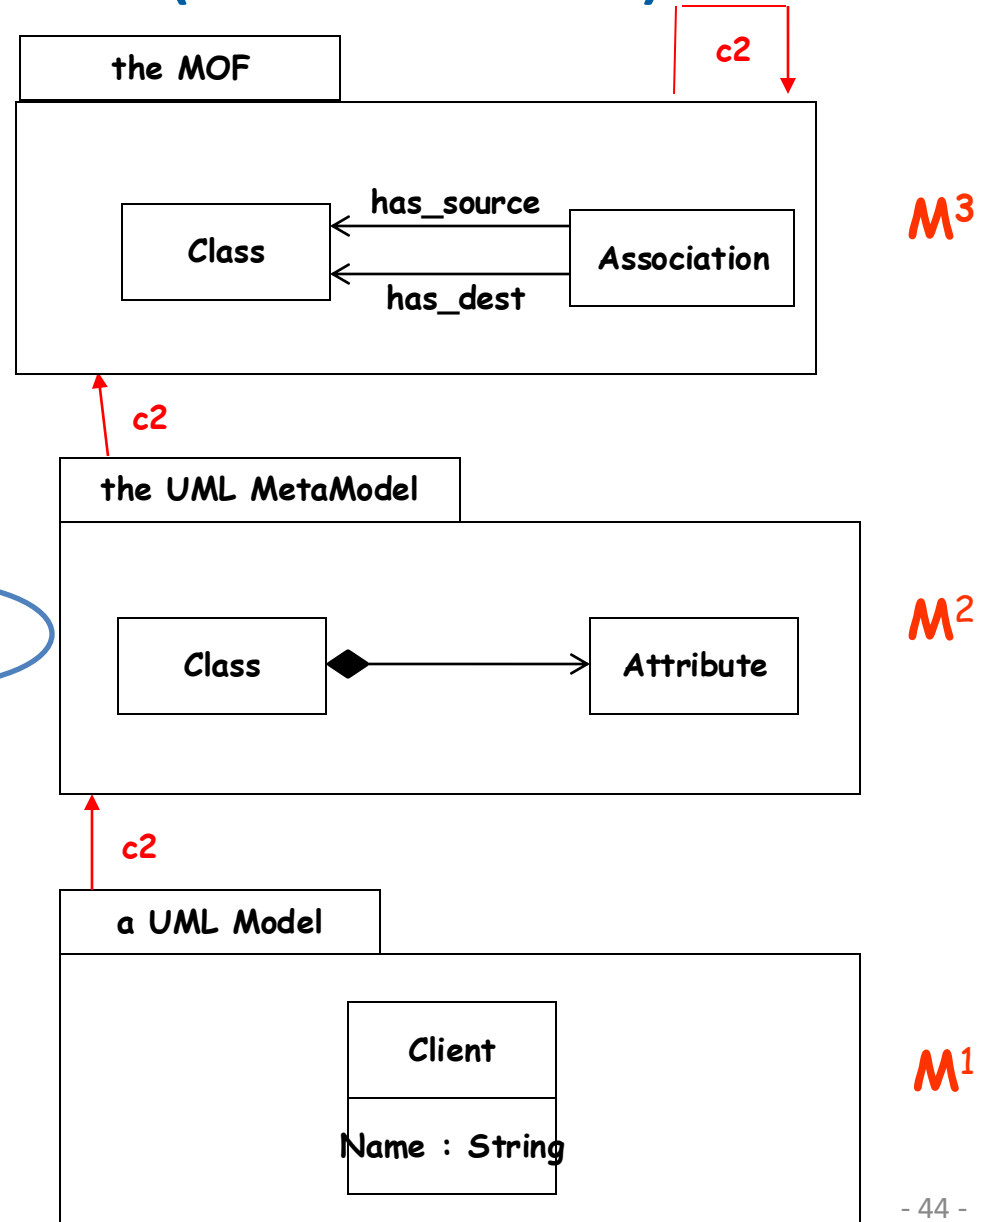 c2
the MOF
has_source
Class
Association
has_dest
M3
c2
the UML MetaModel
Class
Attribute
M2
c2
a UML Model
Client
Name : String
M1
- 44 -